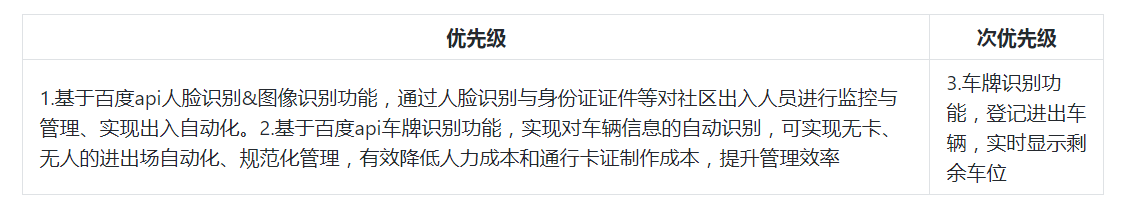 优先级
次优先级
1.基于百度api人脸识别&图像识别功能，通过人脸识别与身份证证件等对社区出入人员进行监控与
管理、实现出入自动化。2.基于百度api车牌识别功能，实现对车辆信息的自动识别，可实现无卡、
无人的进出场自动化、规范化管理，有效降低人力成本和通行卡证制作成本，提升管理效率
3.车牌识别功
能，登记进出车
辆，实时显示剩
余车位